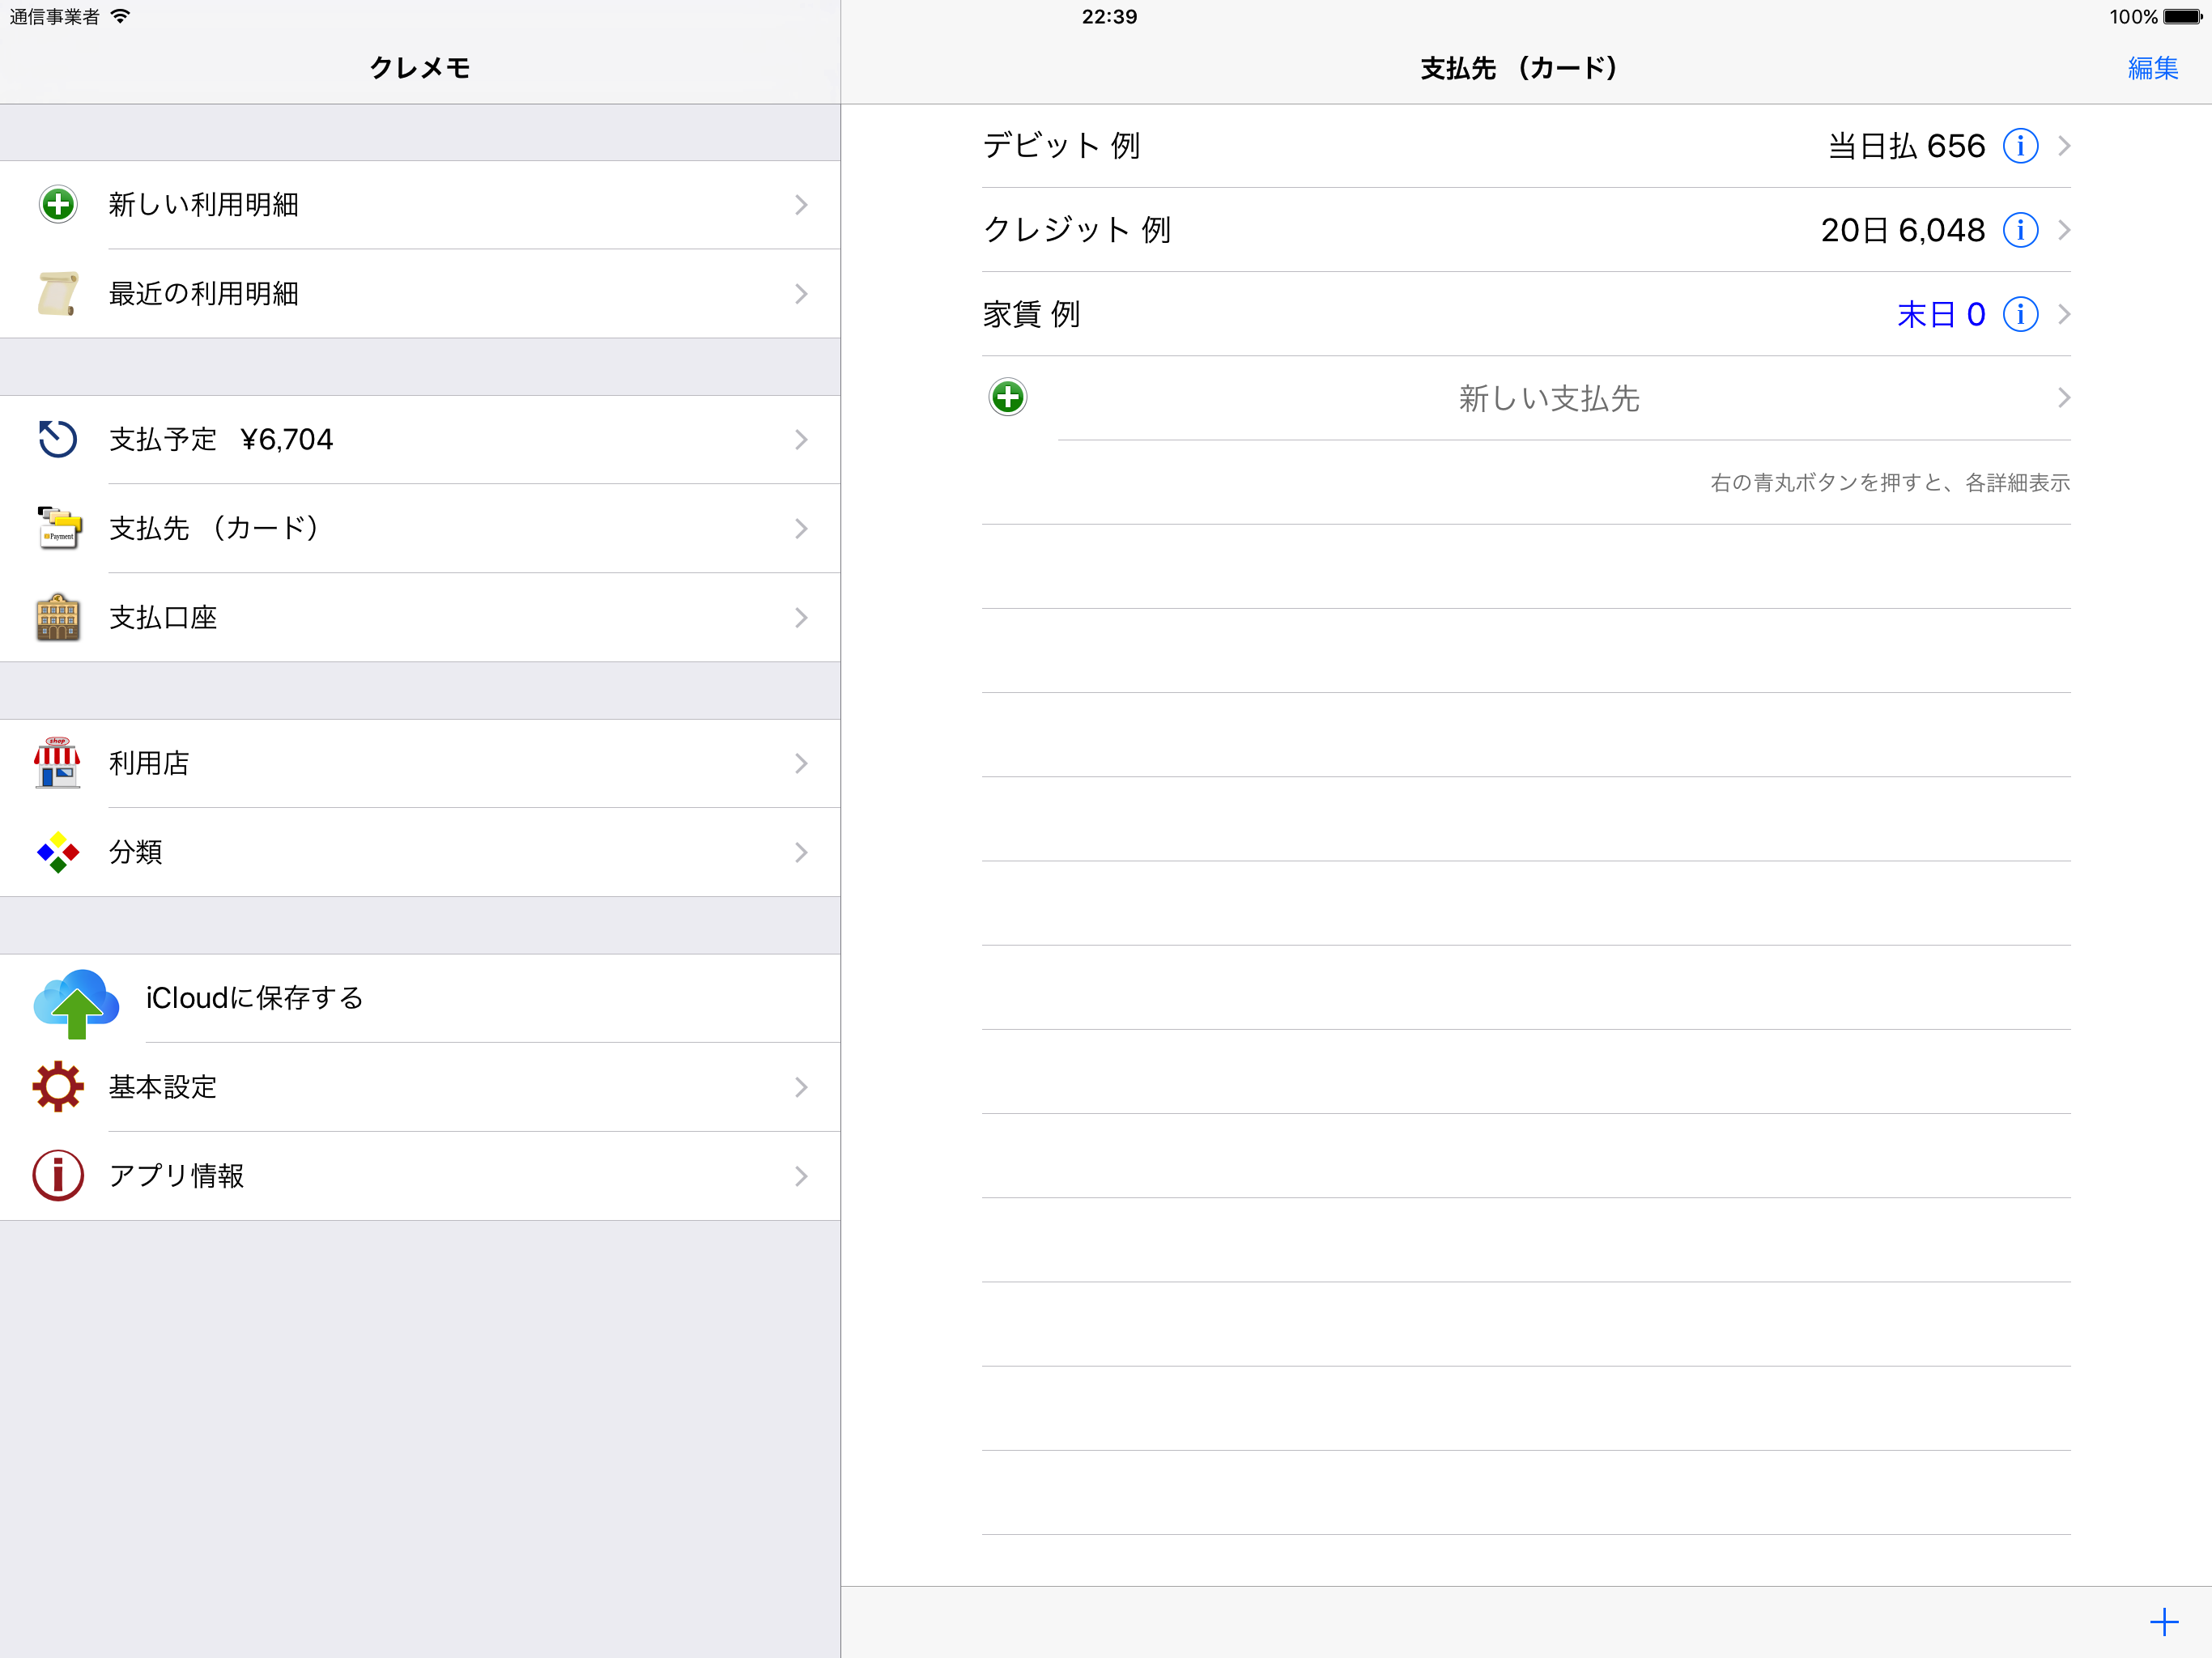 通信事業者
22:39
100%
クレメモ
新しい利用明細
最近の利用明細
支払予定 ¥6,704
Payment
支払先 （カード）
支払口座
shop
利用店
分類
iCloudに保存する
基本設定
アプリ情報
支払先 （カード）
編集
デビット 例 当日払 656
クレジット 例 20日 6,048
家賃 例 末日 0
新しい支払先
右の青丸ボタンを押すと、各詳細表示